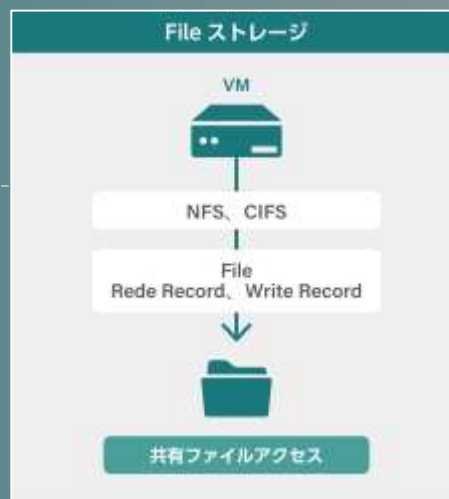 File ストレージ
VM
NFS、CIFS
File
Rede Record、Write Record
共有ファイルアクセス